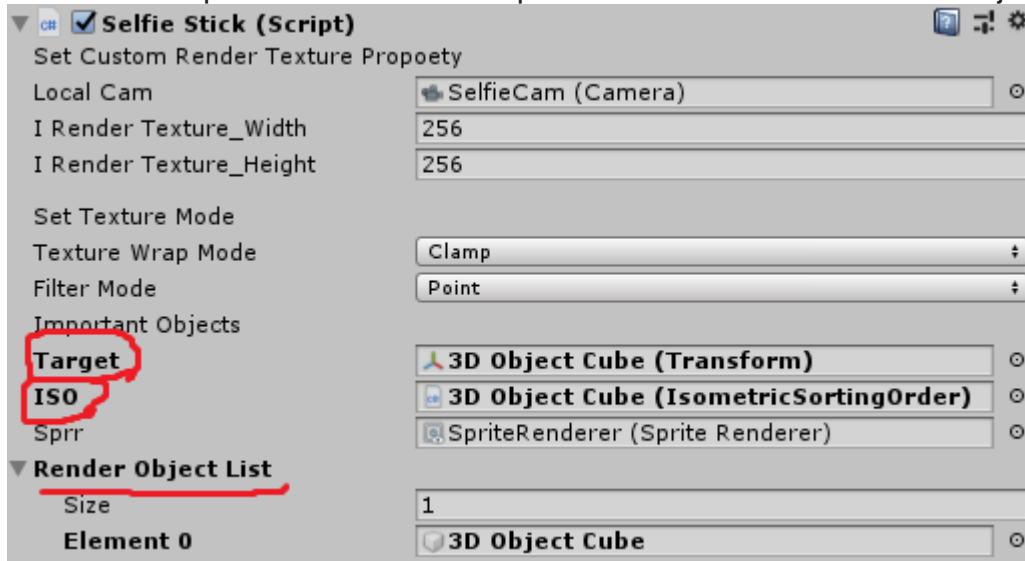 Selfie Stick (Script)
Set Custom Render Texture Propoety
Local Cam SelfieCam (Camera)
I Render Texture_Width 256
I Render Texture_Height 256
Set Texture Mode
Texture Wrap Mode Clamp
Filter Mode Point
Important Objects
Target 3D Object Cube (Transform)
ISO 3D Object Cube (IsometricSortingOrder)
Sprr SpriteRenderer (Sprite Renderer)
Render Object List
Size 1
Element 0 3D Object Cube